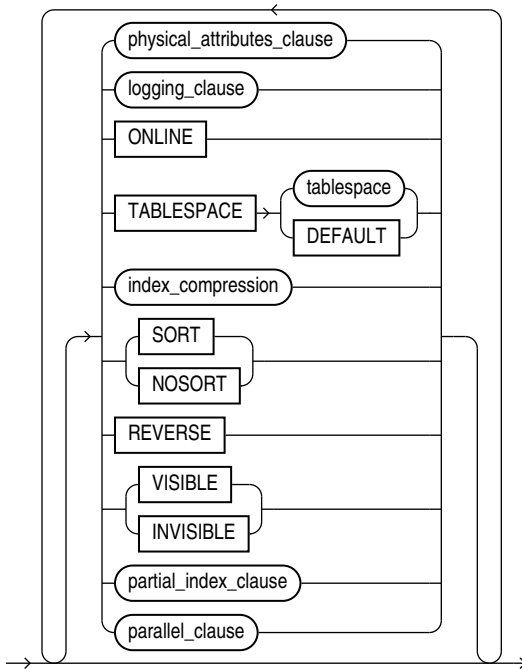 physical_attributes_clause
logging_clause
ONLINE
tablespace
TABLESPACE
DEFAULT
index_compression
SORT
NOSORT
REVERSE
VISIBLE
INVISIBLE
partial_index_clause
parallel_clause